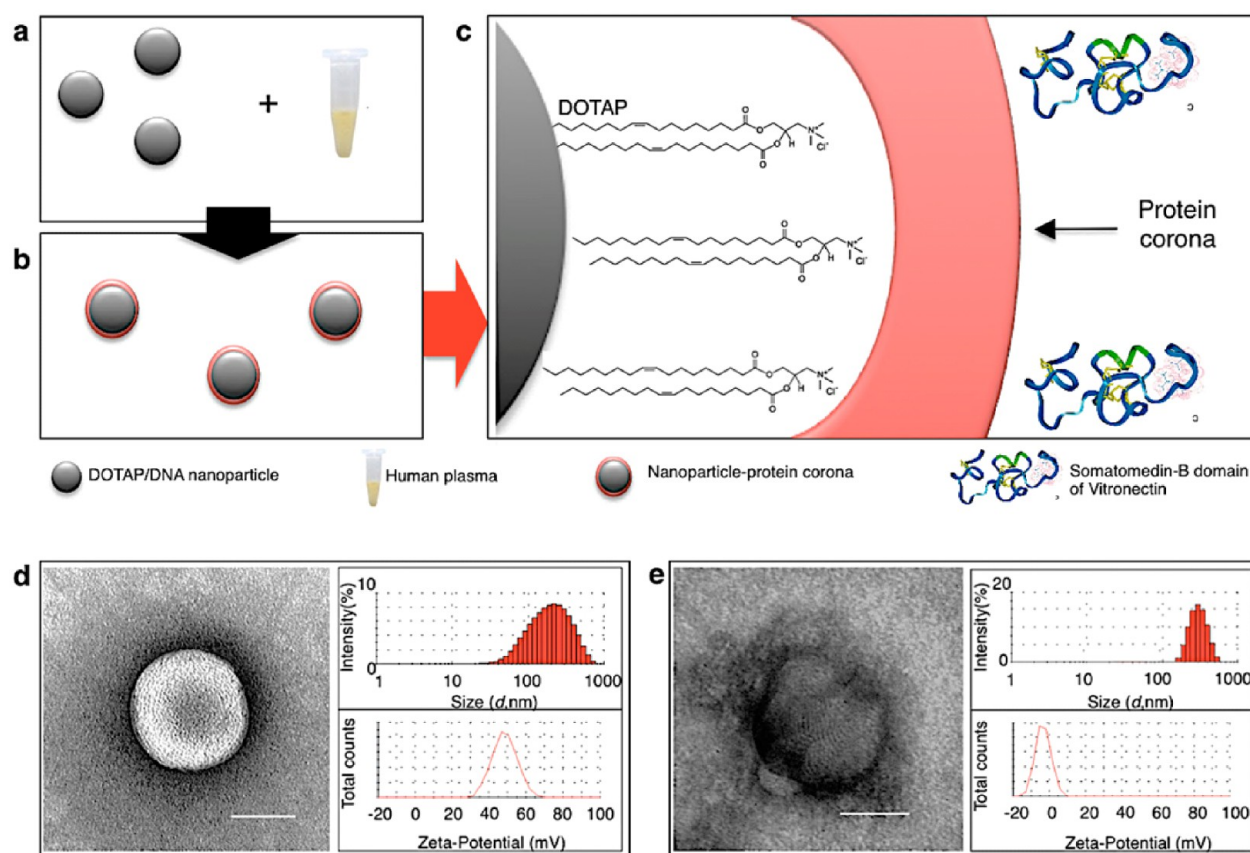 a
+
b
c
DOTAP
O
O
O
O
H
N⁺
Cl⁻
O
O
O
O
H
N⁺
Cl⁻
O
O
O
O
H
N⁺
Cl⁻
Protein
corona
DOTAP/DNA nanoparticle
Human plasma
Nanoparticle-protein corona
Somatomedin-B domain
of Vitronectin
d
Intensity(%)
10
0
1 10 100 1000
Size (d,nm)
Total counts
-20 0 20 40 60 80 100
Zeta-Potential (mV)
e
Intensity(%)
20
0
1 10 100 1000
Size (d,nm)
Total counts
-20 0 20 40 60 80 100
Zeta-Potential (mV)